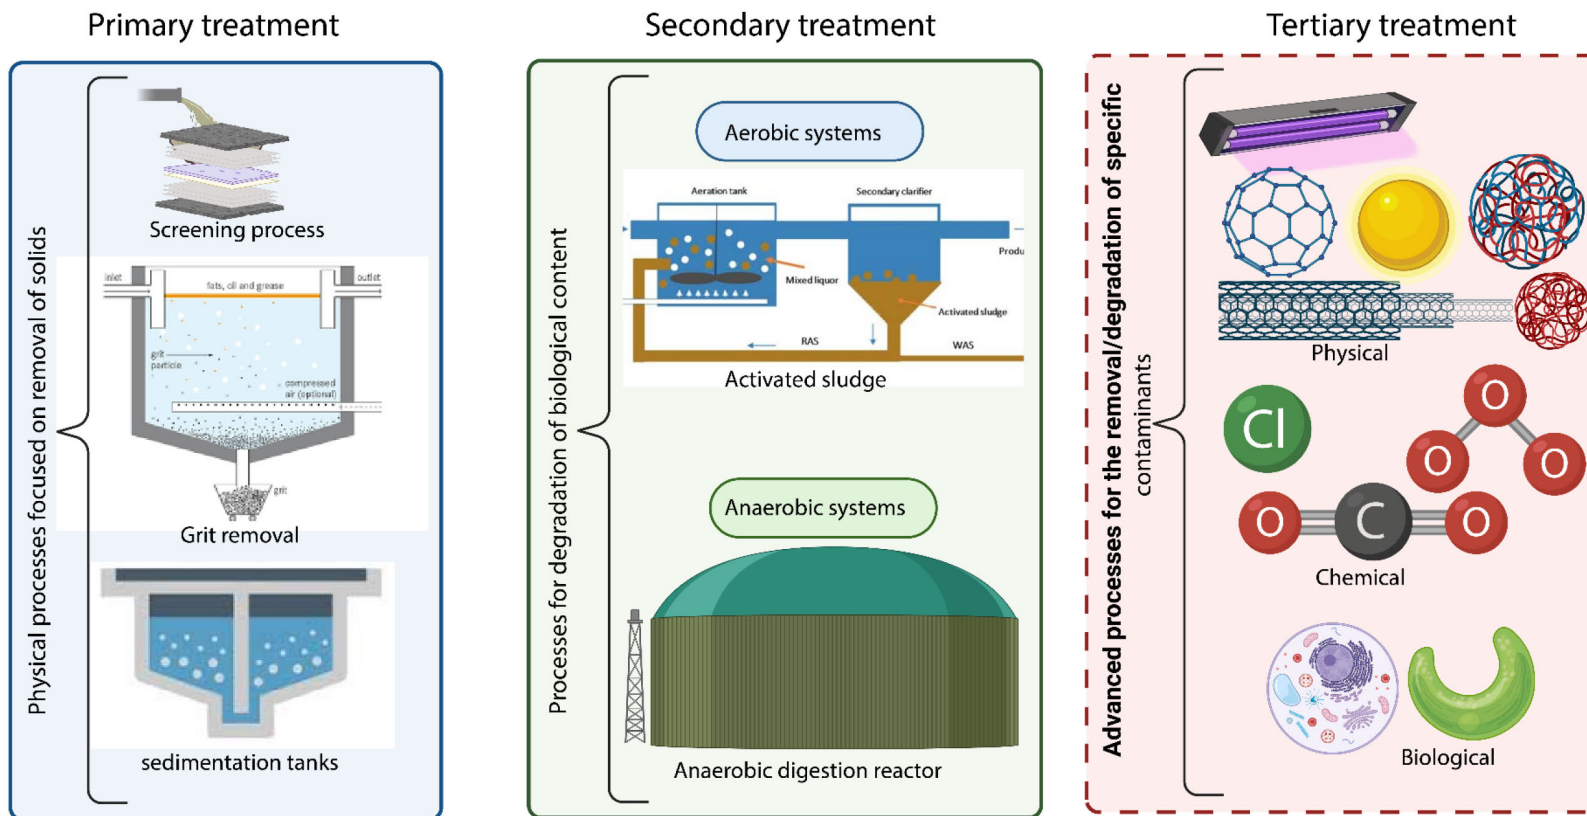 Primary treatment
Physical processes focused on removal of solids
Screening process
inlet
outlet
fats, oil and grease
grit
particle
compressed
air (optional)
grit
Grit removal
sedimentation tanks
Secondary treatment
Processes for degradation of biological content
Aerobic systems
Aeration tank
Secondary clarifier
Produ
Mixed liquor
Activated sludge
RAS
WAS
Activated sludge
Anaerobic systems
Anaerobic digestion reactor
Tertiary treatment
Advanced processes for the removal/degradation of specific
contaminants
Physical
Cl
O
O
O
O
C
O
Chemical
Biological